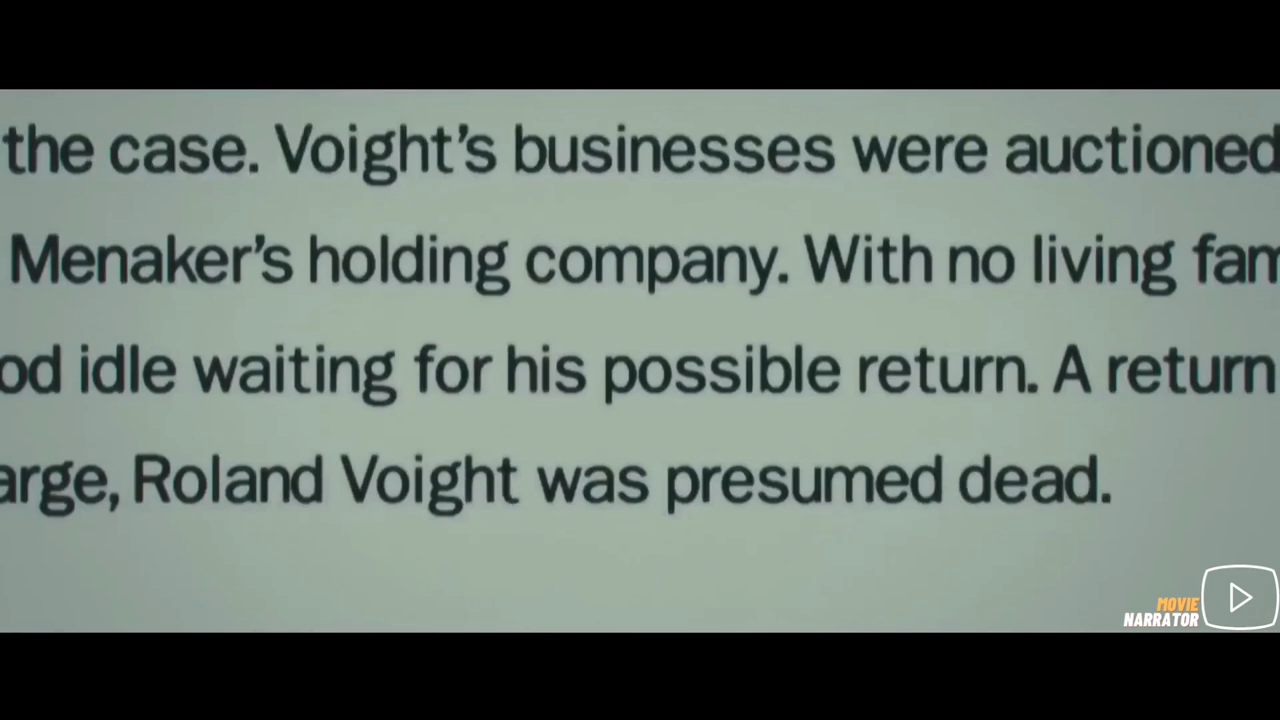 the case. Voight's businesses were auctioned
Menaker's holding company. With no living fam
od idle waiting for his possible return. A return
arge, Roland Voight was presumed dead.
MOVIE
NARRATOR